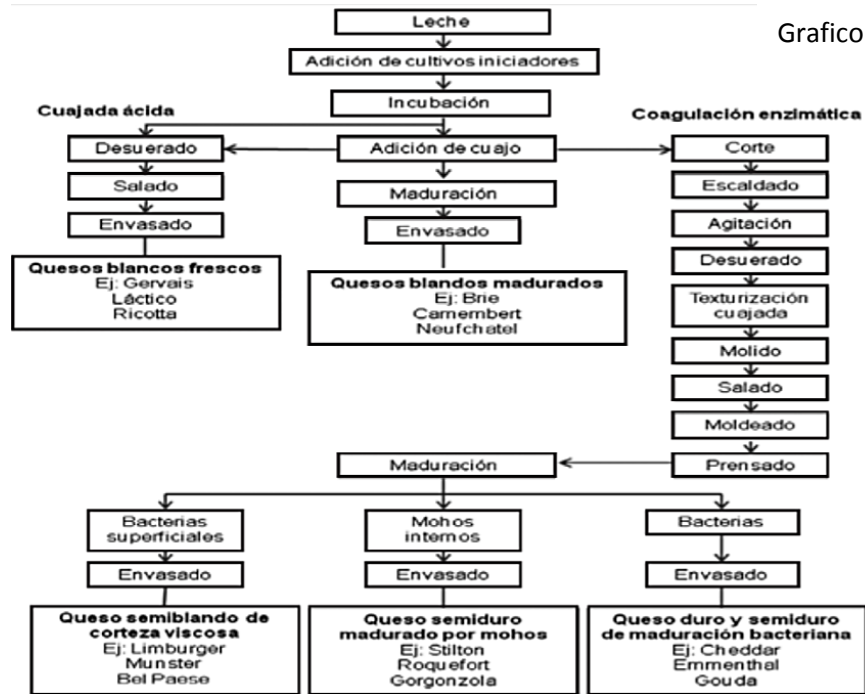 Grafico
Leche
Adición de cultivos iniciadores
Incubación
Cuajada ácida
Coagulación enzimática
Desuerado
Adición de cuajo
Corte
Salado
Maduración
Escaldado
Envasado
Envasado
Agitación
Quesos blancos frescos
Ej: Gervais
Láctico
Ricotta
Quesos blandos madurados
Ej: Brie
Camembert
Neufchatel
Desuerado
Texturización
cuajada
Molido
Salado
Moldeado
Prensado
Maduración
Bacterias
superficiales
Mohos
internos
Bacterias
Envasado
Envasado
Envasado
Queso semiblando de
corteza viscosa
Ej: Limburger
Munster
Bel Paese
Queso semiduro
madurado por mohos
Ej: Stilton
Roquefort
Gorgonzola
Queso duro y semiduro
de maduración bacteriana
Ej: Cheddar
Emmenthal
Gouda